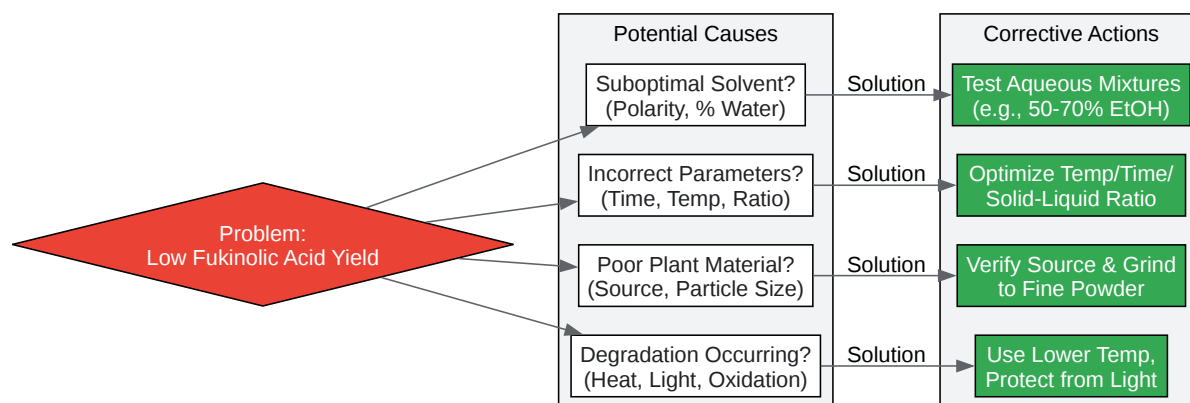 Potential Causes
Corrective Actions
Suboptimal Solvent?
(Polarity, % Water)
Solution
Test Aqueous Mixtures
(e.g., 50-70% EtOH)
Incorrect Parameters?
(Time, Temp, Ratio)
Solution
Optimize Temp/Time/
Solid-Liquid Ratio
Problem:
Low Fukinolic Acid Yield
Poor Plant Material?
(Source, Particle Size)
Solution
Verify Source & Grind
to Fine Powder
Degradation Occurring?
(Heat, Light, Oxidation)
Solution
Use Lower Temp,
Protect from Light